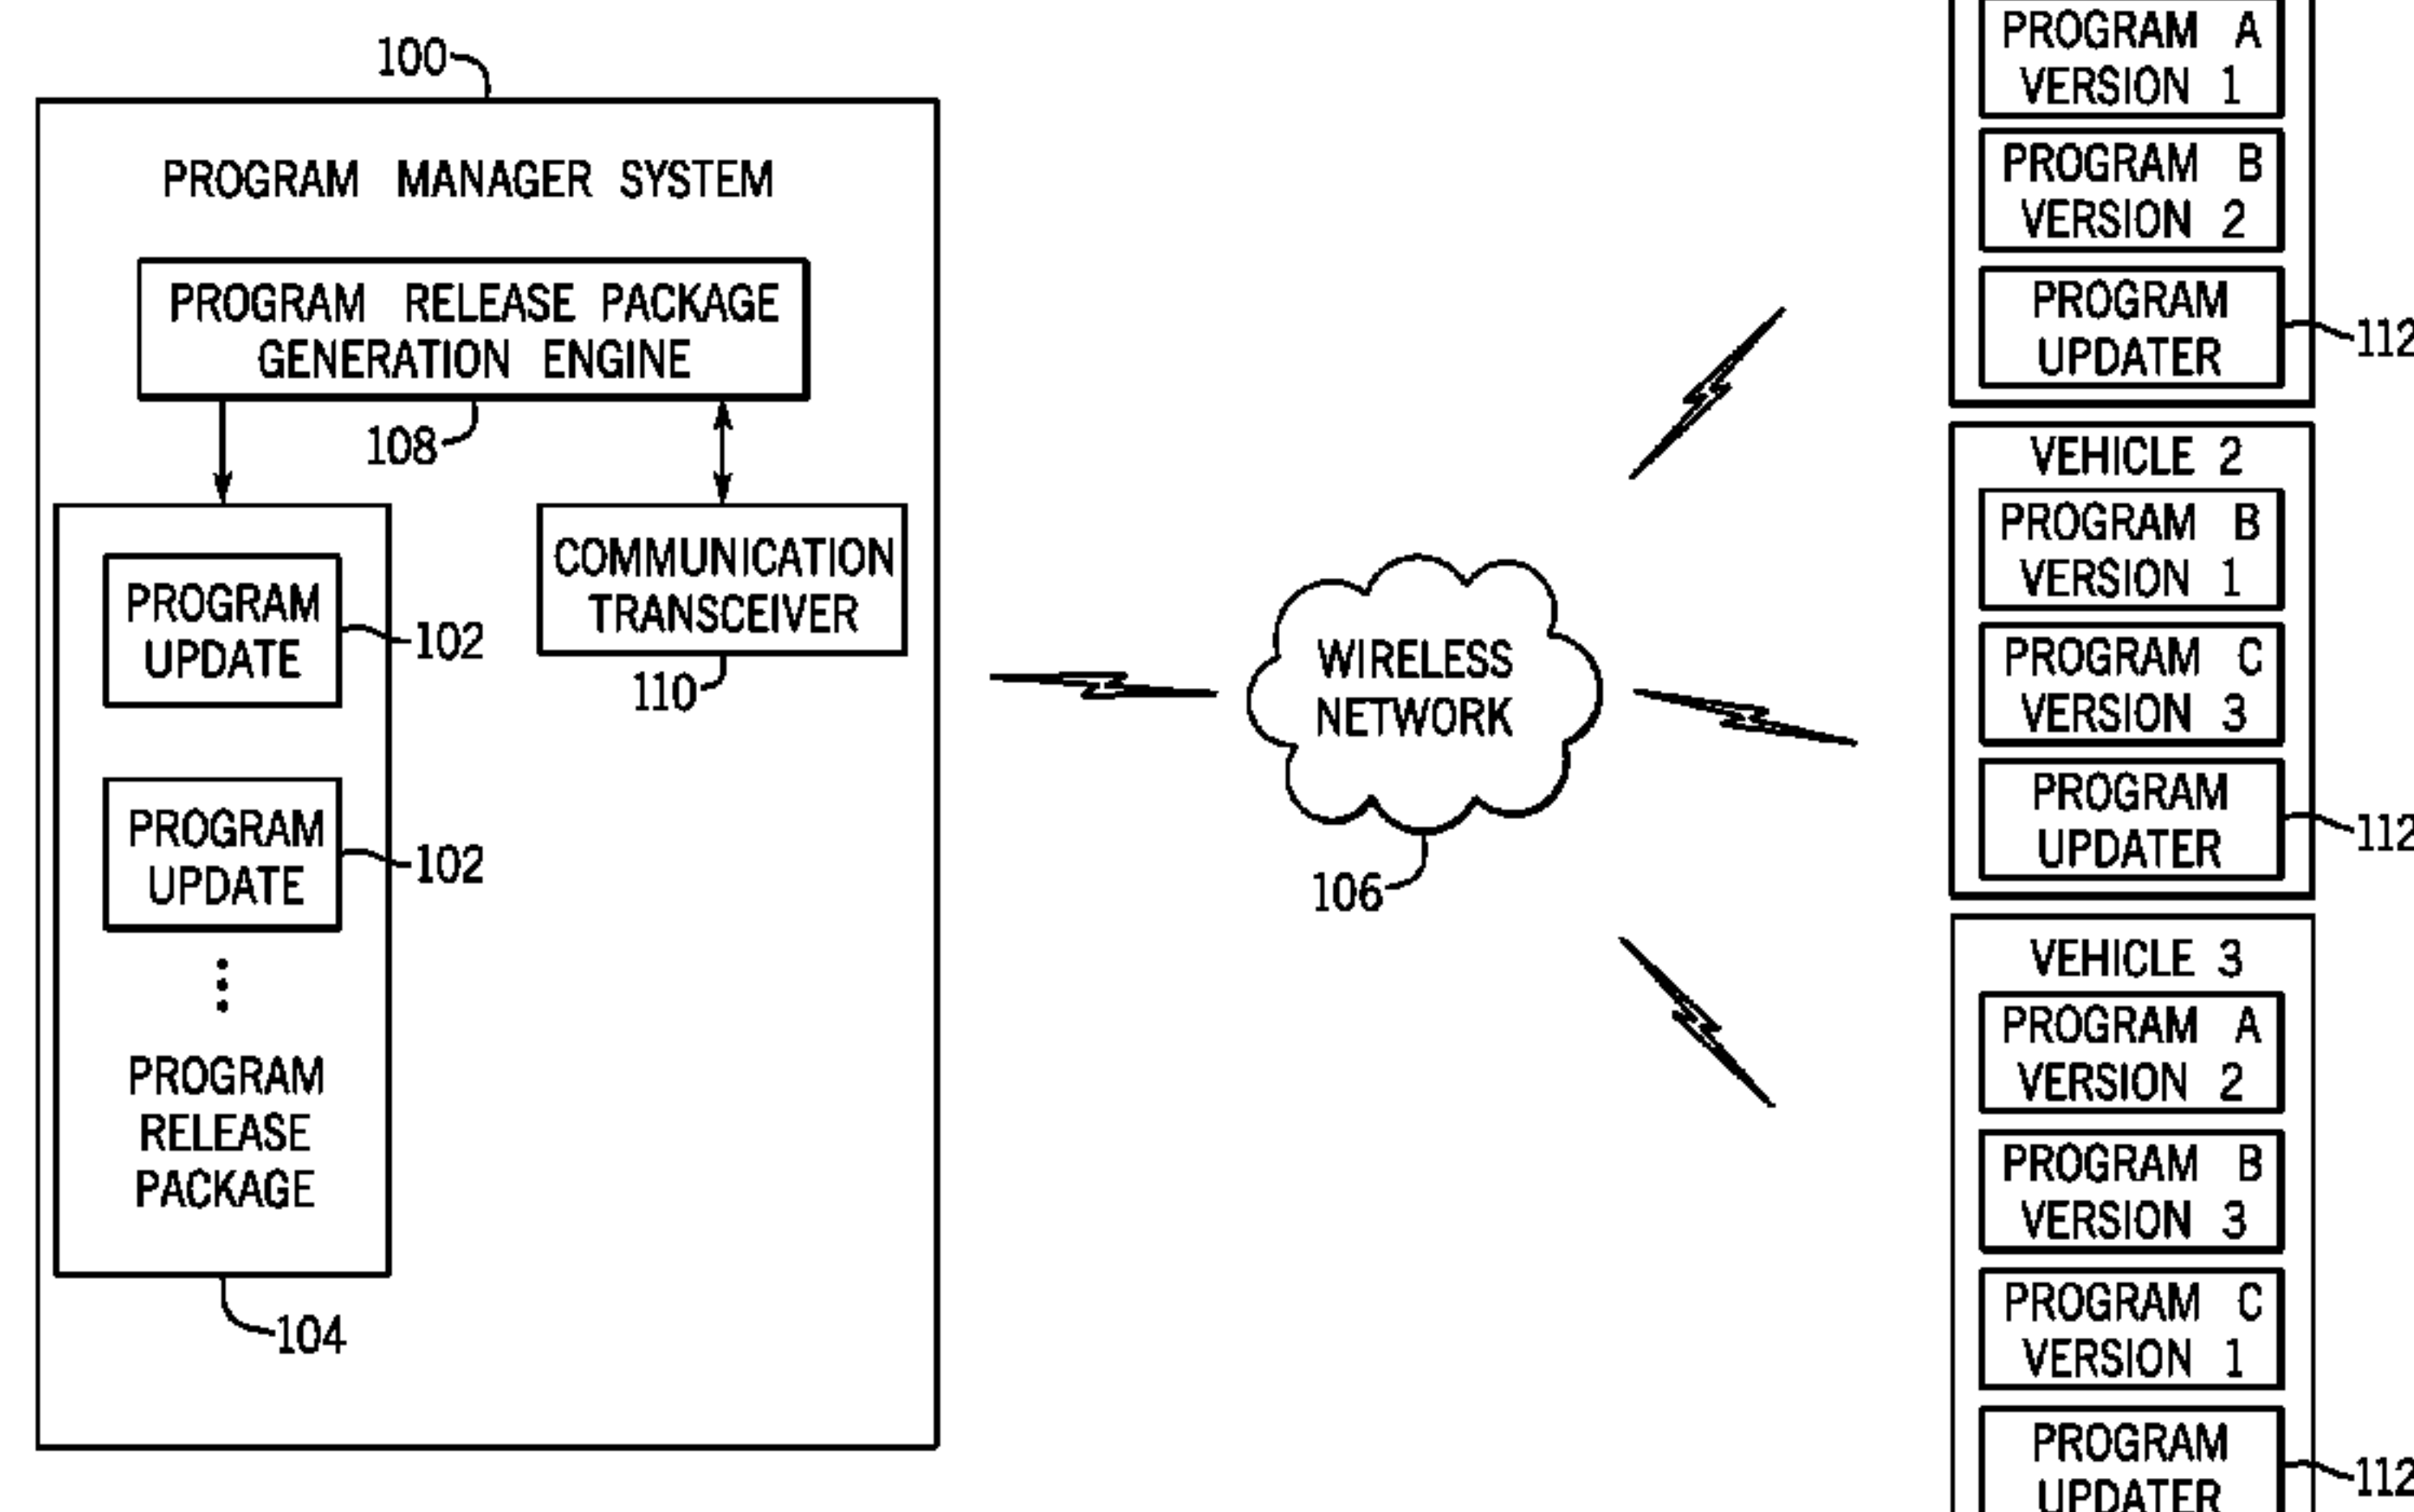 100
PROGRAM MANAGER SYSTEM
PROGRAM RELEASE PACKAGE
GENERATION ENGINE
108
PROGRAM
UPDATE
102
PROGRAM
UPDATE
102
PROGRAM
RELEASE
PACKAGE
104
COMMUNICATION
TRANSCEIVER
110
WIRELESS
NETWORK
106
PROGRAM A
VERSION 1
PROGRAM B
VERSION 2
PROGRAM
UPDATER
112
VEHICLE 2
PROGRAM B
VERSION 1
PROGRAM C
VERSION 3
PROGRAM
UPDATER
112
VEHICLE 3
PROGRAM A
VERSION 2
PROGRAM B
VERSION 3
PROGRAM C
VERSION 1
PROGRAM
UPDATER
112